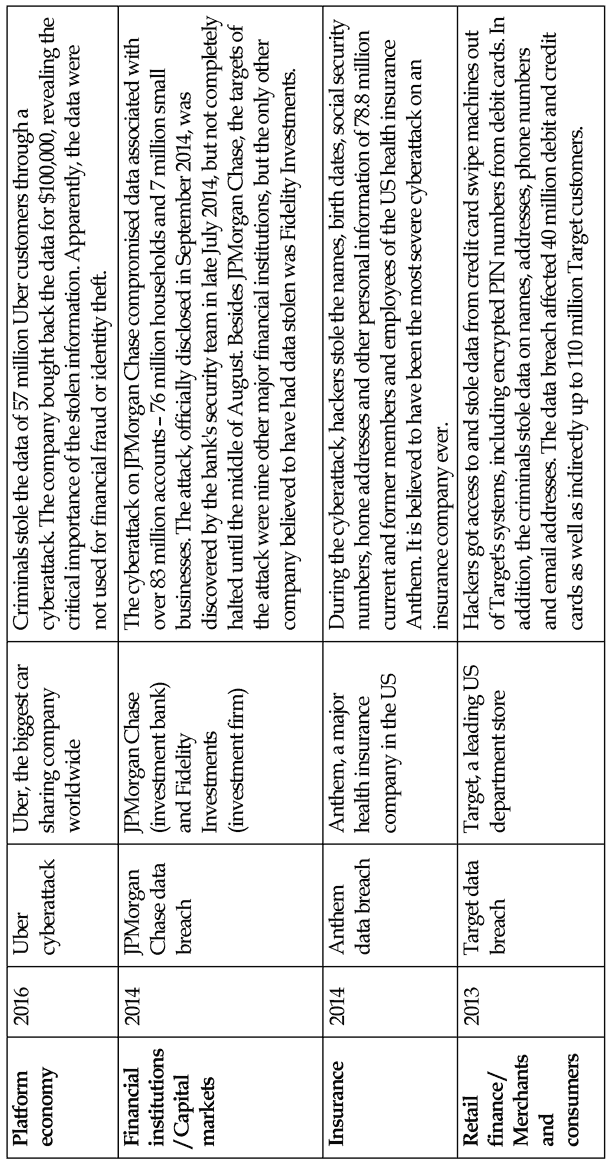 Platform
economy
2016
Uber
cyberattack
Uber, the biggest car
sharing company
worldwide
Criminals stole the data of 57 million Uber customers through a
cyberattack. The company bought back the data for $100,000, revealing the
critical importance of the stolen information. Apparently, the data were
not used for financial fraud or identity theft.
Financial
institutions
/Capital
markets
2014
JPMorgan
Chase data
breach
JPMorgan Chase
(investment bank)
and Fidelity
Investments
(investment firm)
The cyberattack on JPMorgan Chase compromised data associated with
over 83 million accounts – 76 million households and 7 million small
businesses. The attack, officially disclosed in September 2014, was
discovered by the bank's security team in late July 2014, but not completely
halted until the middle of August. Besides JPMorgan Chase, the targets of
the attack were nine other major financial institutions, but the only other
company believed to have had data stolen was Fidelity Investments.
Insurance
2014
Anthem
data breach
Anthem, a major
health insurance
company in the US
During the cyberattack, hackers stole the names, birth dates, social security
numbers, home addresses and other personal information of 78.8 million
current and former members and employees of the US health insurance
Anthem. It is believed to have been the most severe cyberattack on an
insurance company ever.
Retail
finance/
Merchants
and
consumers
2013
Target data
breach
Target, a leading US
department store
Hackers got access to and stole data from credit card swipe machines out
of Target's systems, including encrypted PIN numbers from debit cards. In
addition, the criminals stole data on names, addresses, phone numbers
and email addresses. The data breach affected 40 million debit and credit
cards as well as indirectly up to 110 million Target customers.